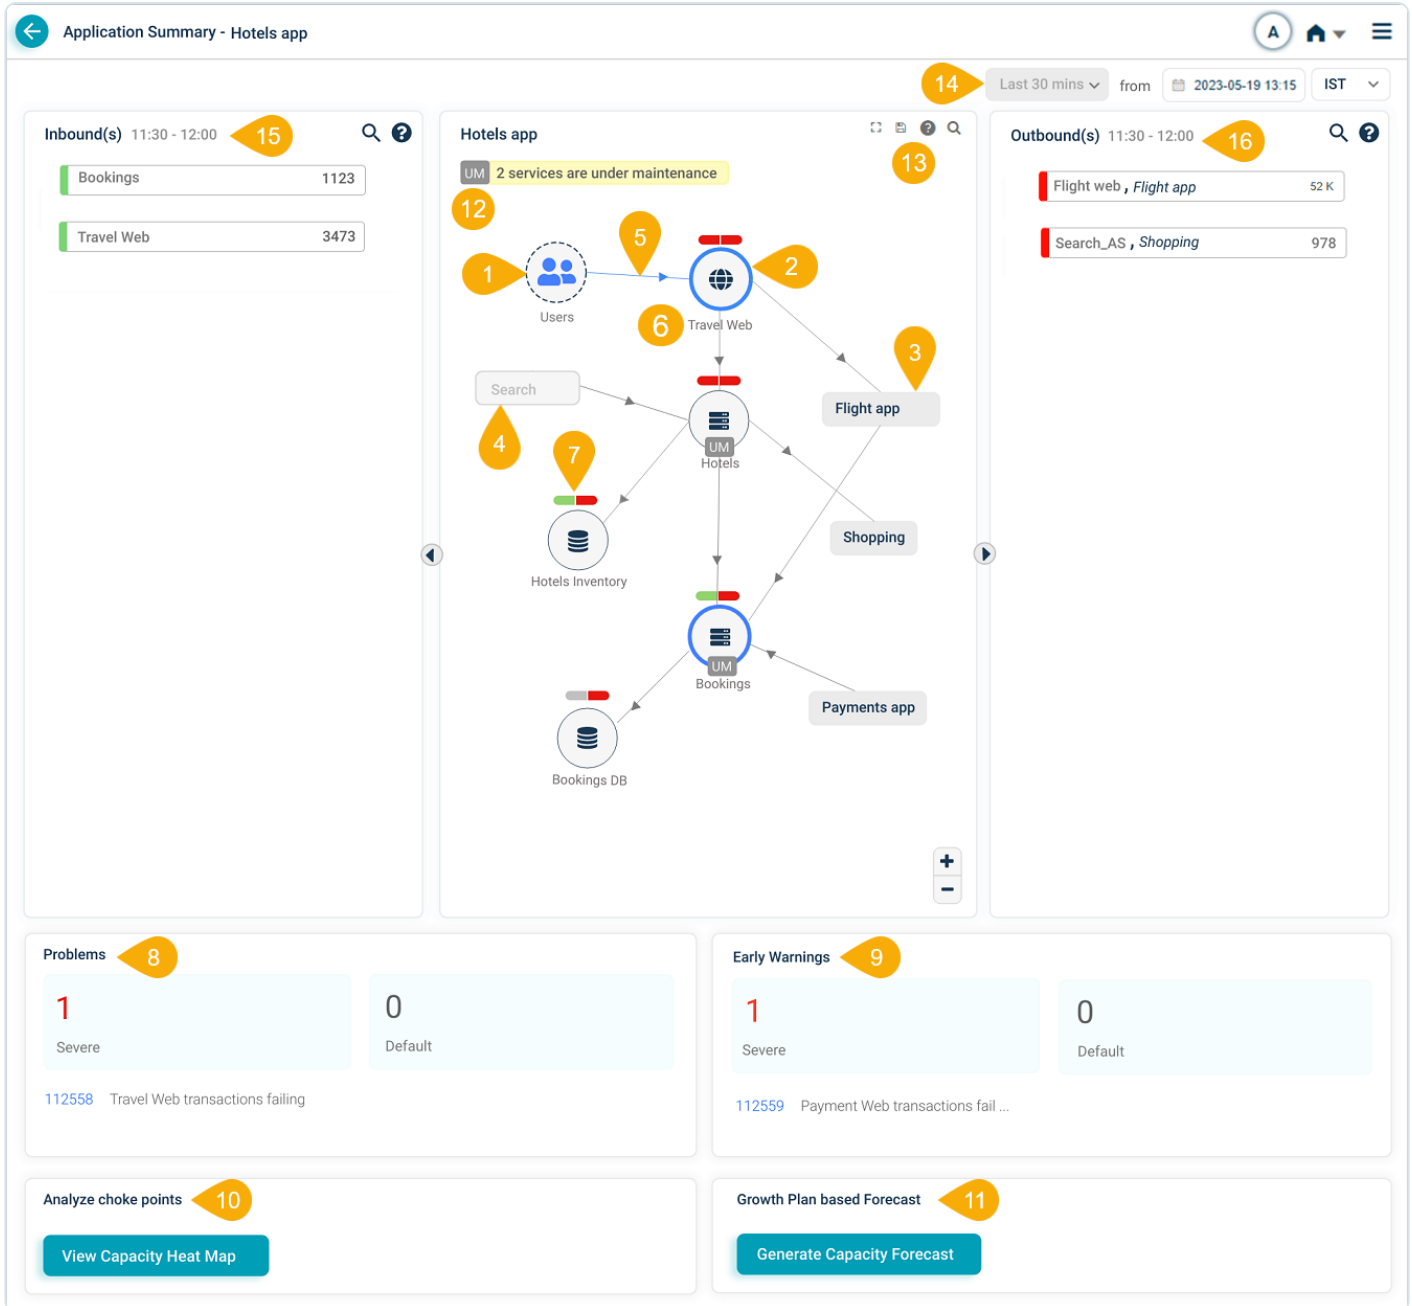 Application Summary - Hotels app
A
14
Last 30 mins
from
2023-05-19 13:15
IST
Inbound(s) 11:30 - 12:00
15
Bookings 1123
Travel Web 3473
Hotels app
13
UM 2 services are under maintenance
12
1
Users
5
2
6
Travel Web
3
Search
4
Flight app
UM
Hotels
7
Hotels Inventory
Shopping
UM
Bookings
Payments app
Bookings DB
Outbound(s) 11:30 - 12:00
16
Flight web , Flight app 52 K
Search_AS , Shopping 978
Problems
8
1
Severe
0
Default
112558 Travel Web transactions failing
Early Warnings
9
1
Severe
0
Default
112559 Payment Web transactions fail ...
Analyze choke points
10
View Capacity Heat Map
Growth Plan based Forecast
11
Generate Capacity Forecast